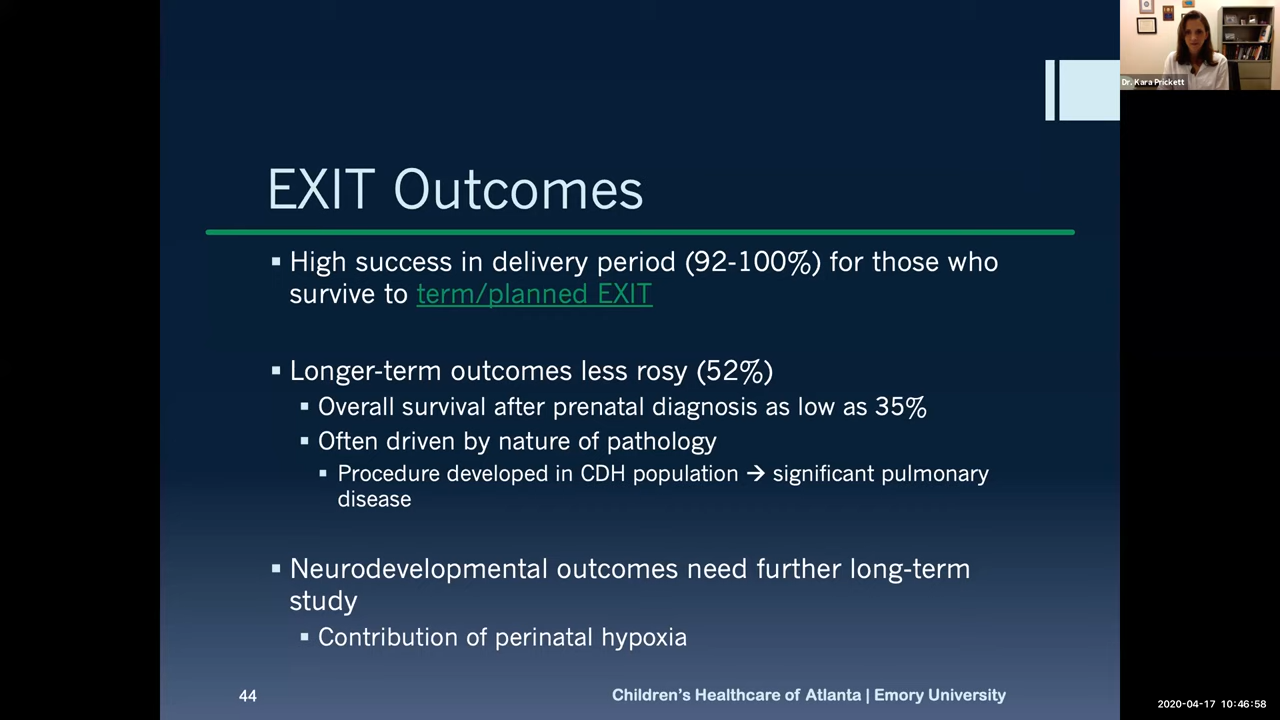 Dr. Kara Prickett
EXIT Outcomes
▪ High success in delivery period (92-100%) for those who
survive to term/planned EXIT
▪ Longer-term outcomes less rosy (52%)
▪ Overall survival after prenatal diagnosis as low as 35%
▪ Often driven by nature of pathology
▪ Procedure developed in CDH population → significant pulmonary
disease
▪ Neurodevelopmental outcomes need further long-term
study
▪ Contribution of perinatal hypoxia
44
Children's Healthcare of Atlanta | Emory University
2020-04-17 10:46:58